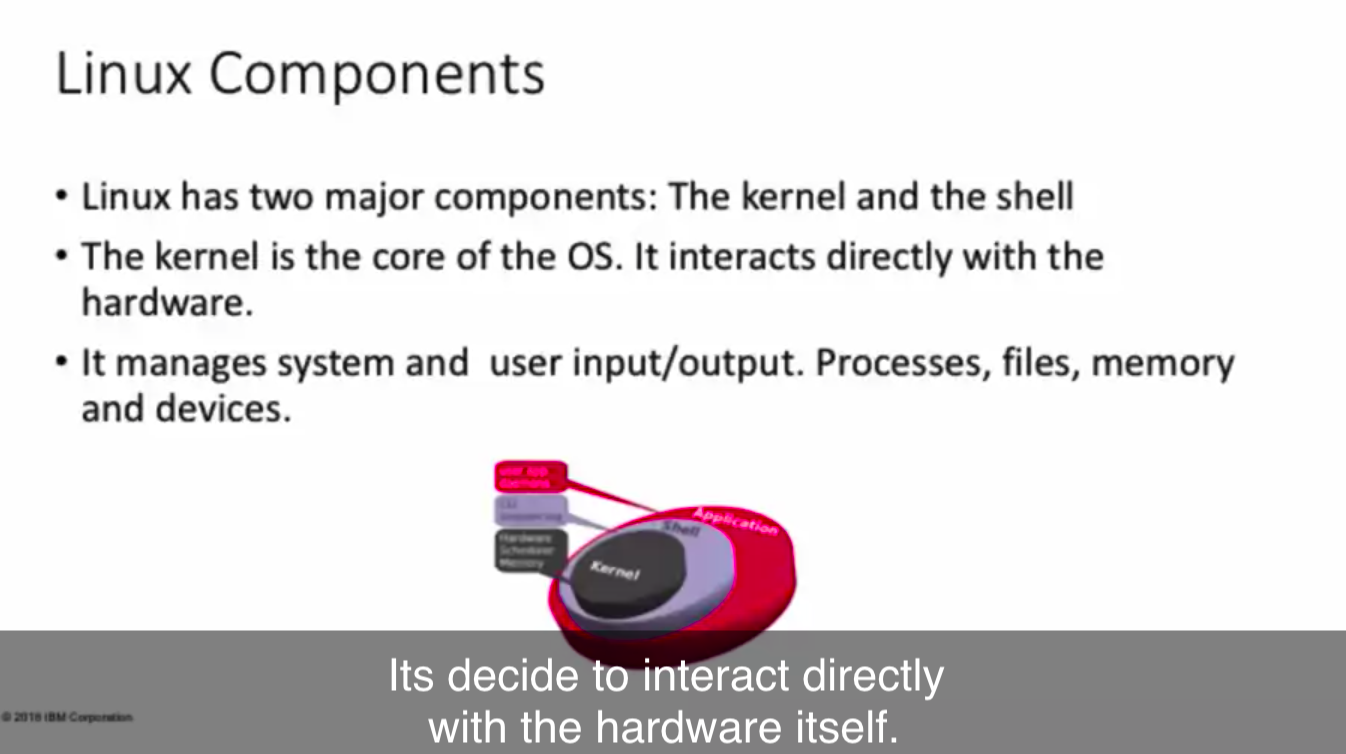 Linux Components
• Linux has two major components: The kernel and the shell
• The kernel is the core of the OS. It interacts directly with the
hardware.
• It manages system and  user input/output. Processes, files, memory
and devices.
Application
Shell
Hardware
Scheduler
Memory
Kernel
Its decide to interact directly
with the hardware itself.
© 2018 IBM Corporation